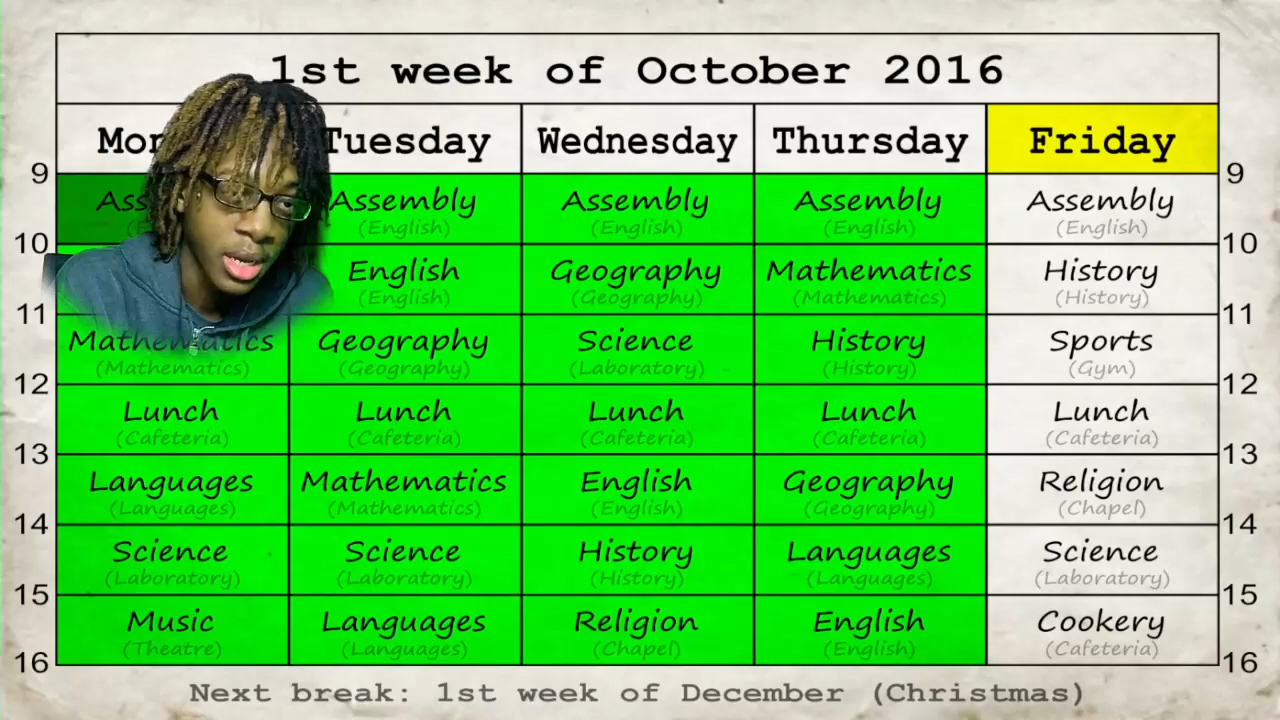 1st week of October 2016
Tuesday Wednesday Thursday Friday
9 Assembly Assembly Assembly Assembly 9
(English) (English) (English) (English)
10 English Geography Mathematics History 10
(English) (Geography) (Mathematics) (History)
11 Mathematics Geography Science History Sports 11
(Mathematics) (Geography) (Laboratory) (History) (Gym)
12 Lunch Lunch Lunch Lunch Lunch 12
(Cafeteria) (Cafeteria) (Cafeteria) (Cafeteria) (Cafeteria)
13 Languages Mathematics English Geography Religion 13
(Languages) (Mathematics) (English) (Geography) (Chapel)
14 Science Science History Languages Science 14
(Laboratory) (Laboratory) (History) (Languages) (Laboratory)
15 Music Languages Religion English Cookery 15
(Theatre) (Languages) (Chapel) (English) (Cafeteria)
16 16
Next break: 1st week of December (Christmas)